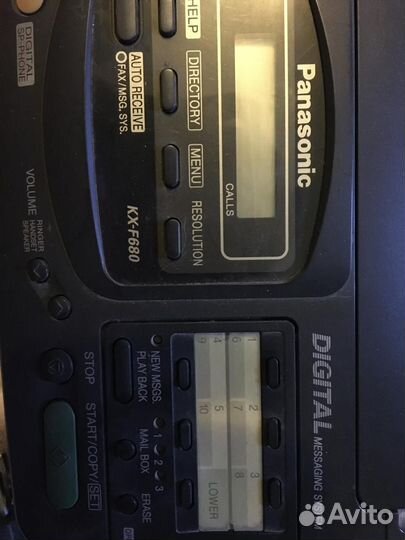 Panasonic
CALLS
HELP
DIRECTORY
MENU
RESOLUTION
AUTO RECEIVE
FAX/MSG. SYS.
KX-F680
DIGITAL
SP-PHONE
VOLUME
RINGER
HANDSET
SPEAKER
DIGITAL MESSAGING SYSTEM
1
2
3
6
7
8
4
5
LOWER
9
10
NEW MSGS.
PLAY BACK
1 2 3
MAIL BOX
ERASE
STOP
START/COPY/SET
Avito